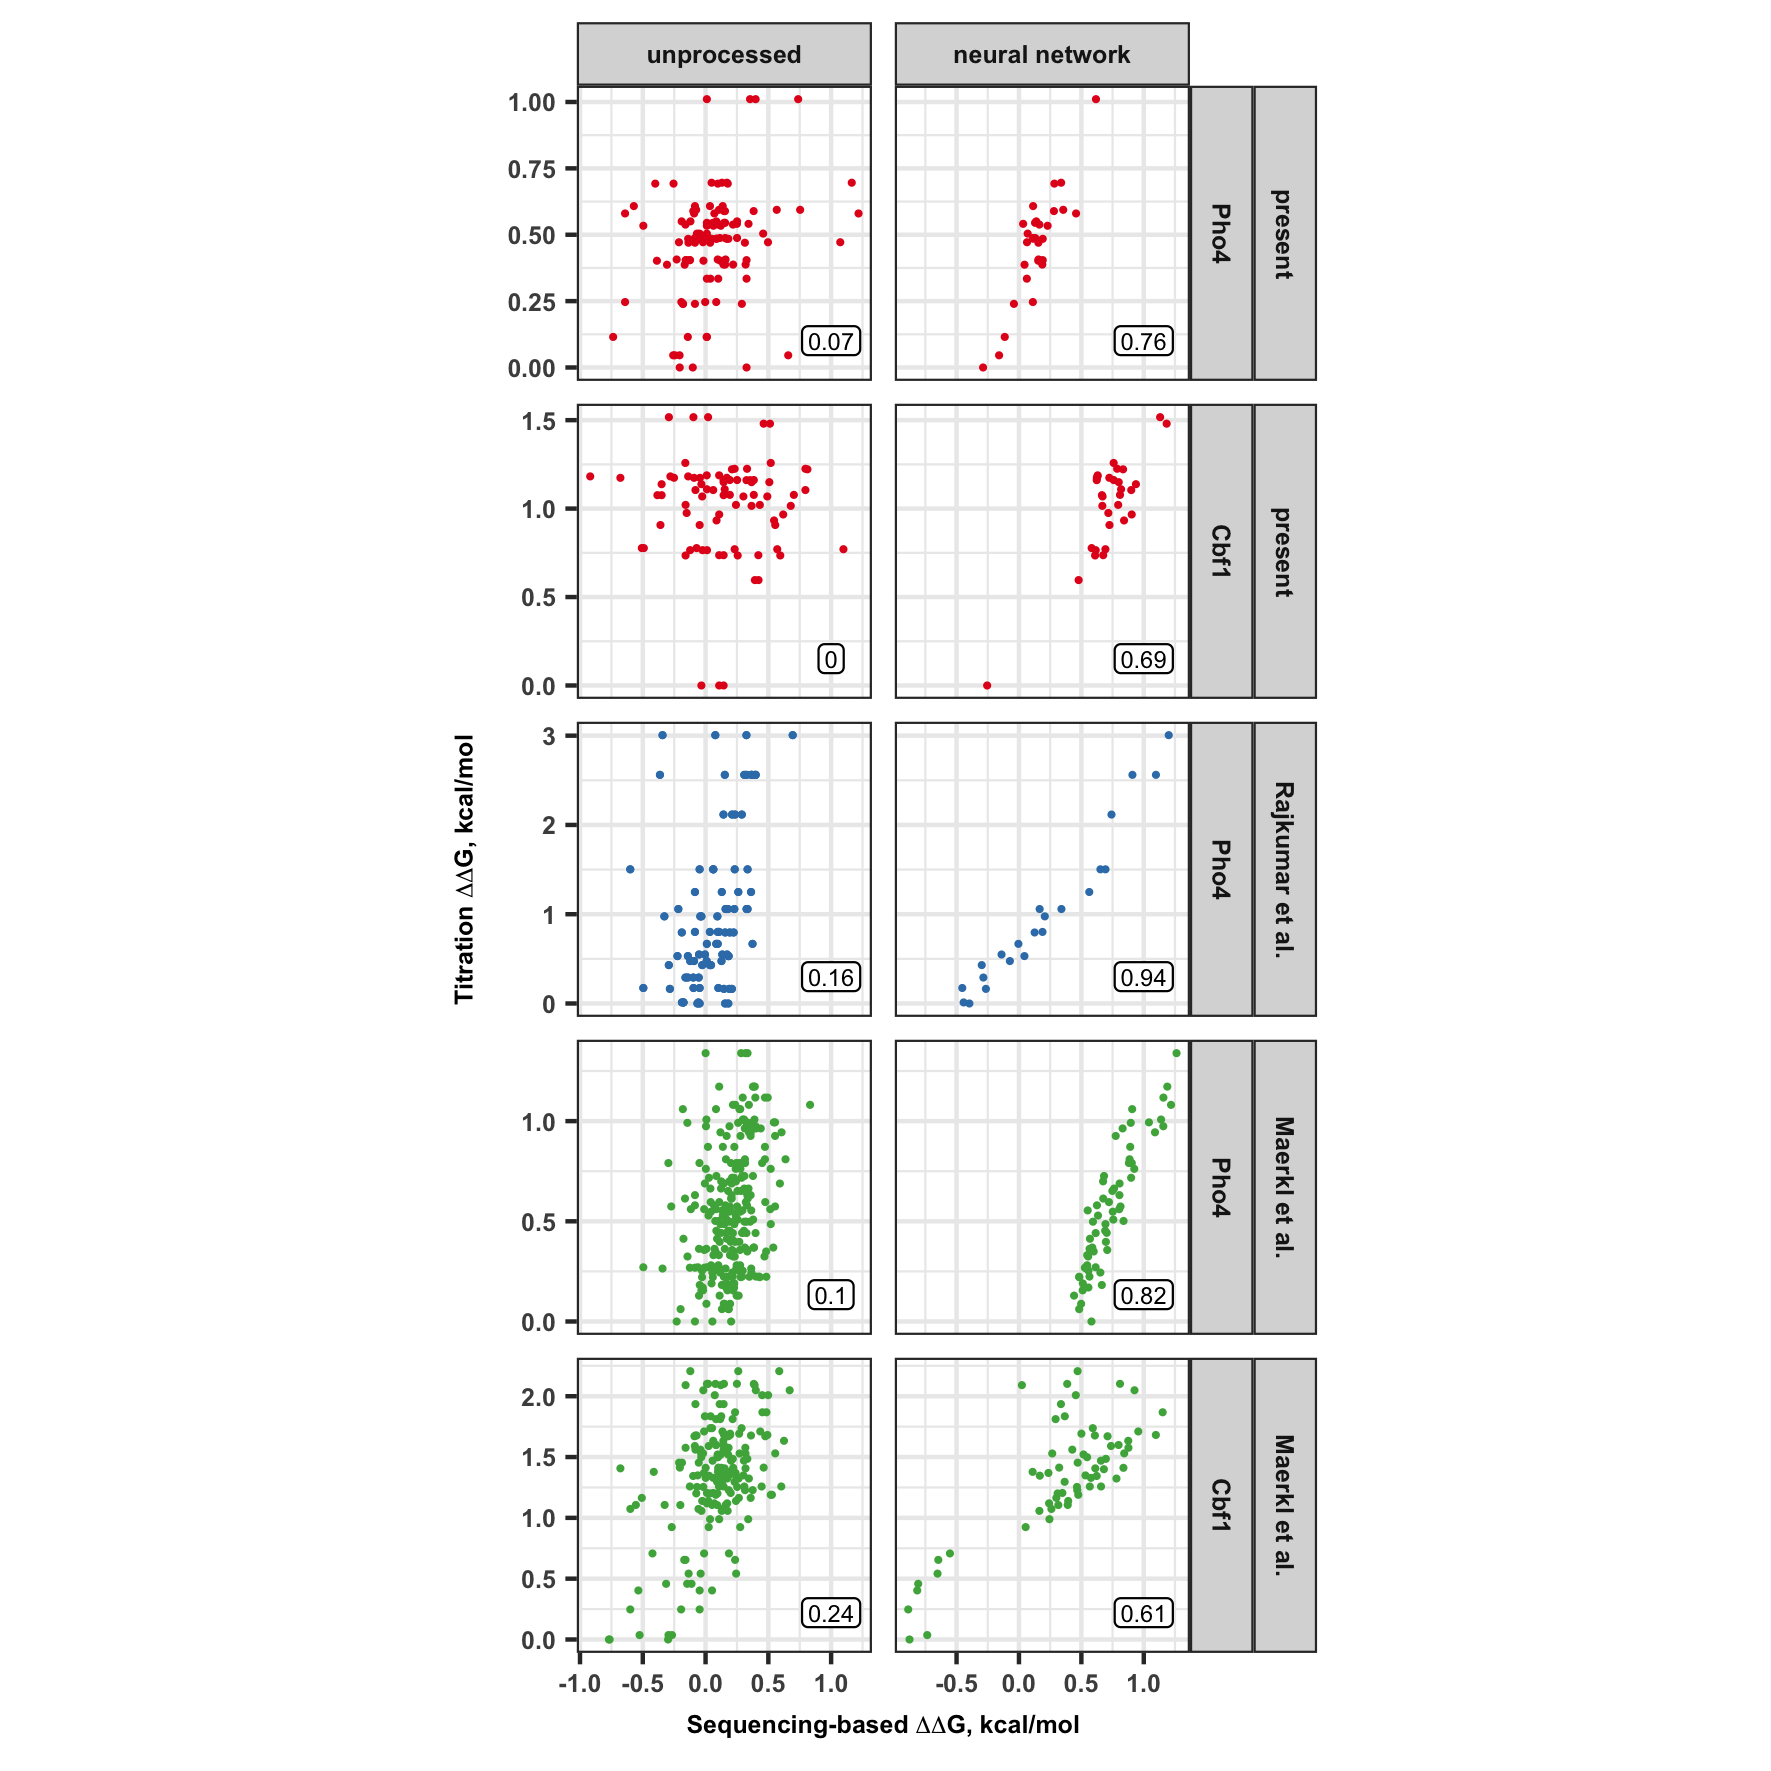 unprocessed
neural network
1.00
0.75
0.50
0.25
0.00
0.07
0.76
Pho4
present
1.5
1.0
0.5
0.0
0
0.69
Cbf1
present
3
2
1
0
0.16
0.94
Pho4
Rajkumar et al.
1.0
0.5
0.0
0.1
0.82
Pho4
Maerkl et al.
2.0
1.5
1.0
0.5
0.0
0.24
0.61
Cbf1
Maerkl et al.
Titration ΔΔG, kcal/mol
-1.0 -0.5 0.0 0.5 1.0
-0.5 0.0 0.5 1.0
Sequencing-based ΔΔG, kcal/mol